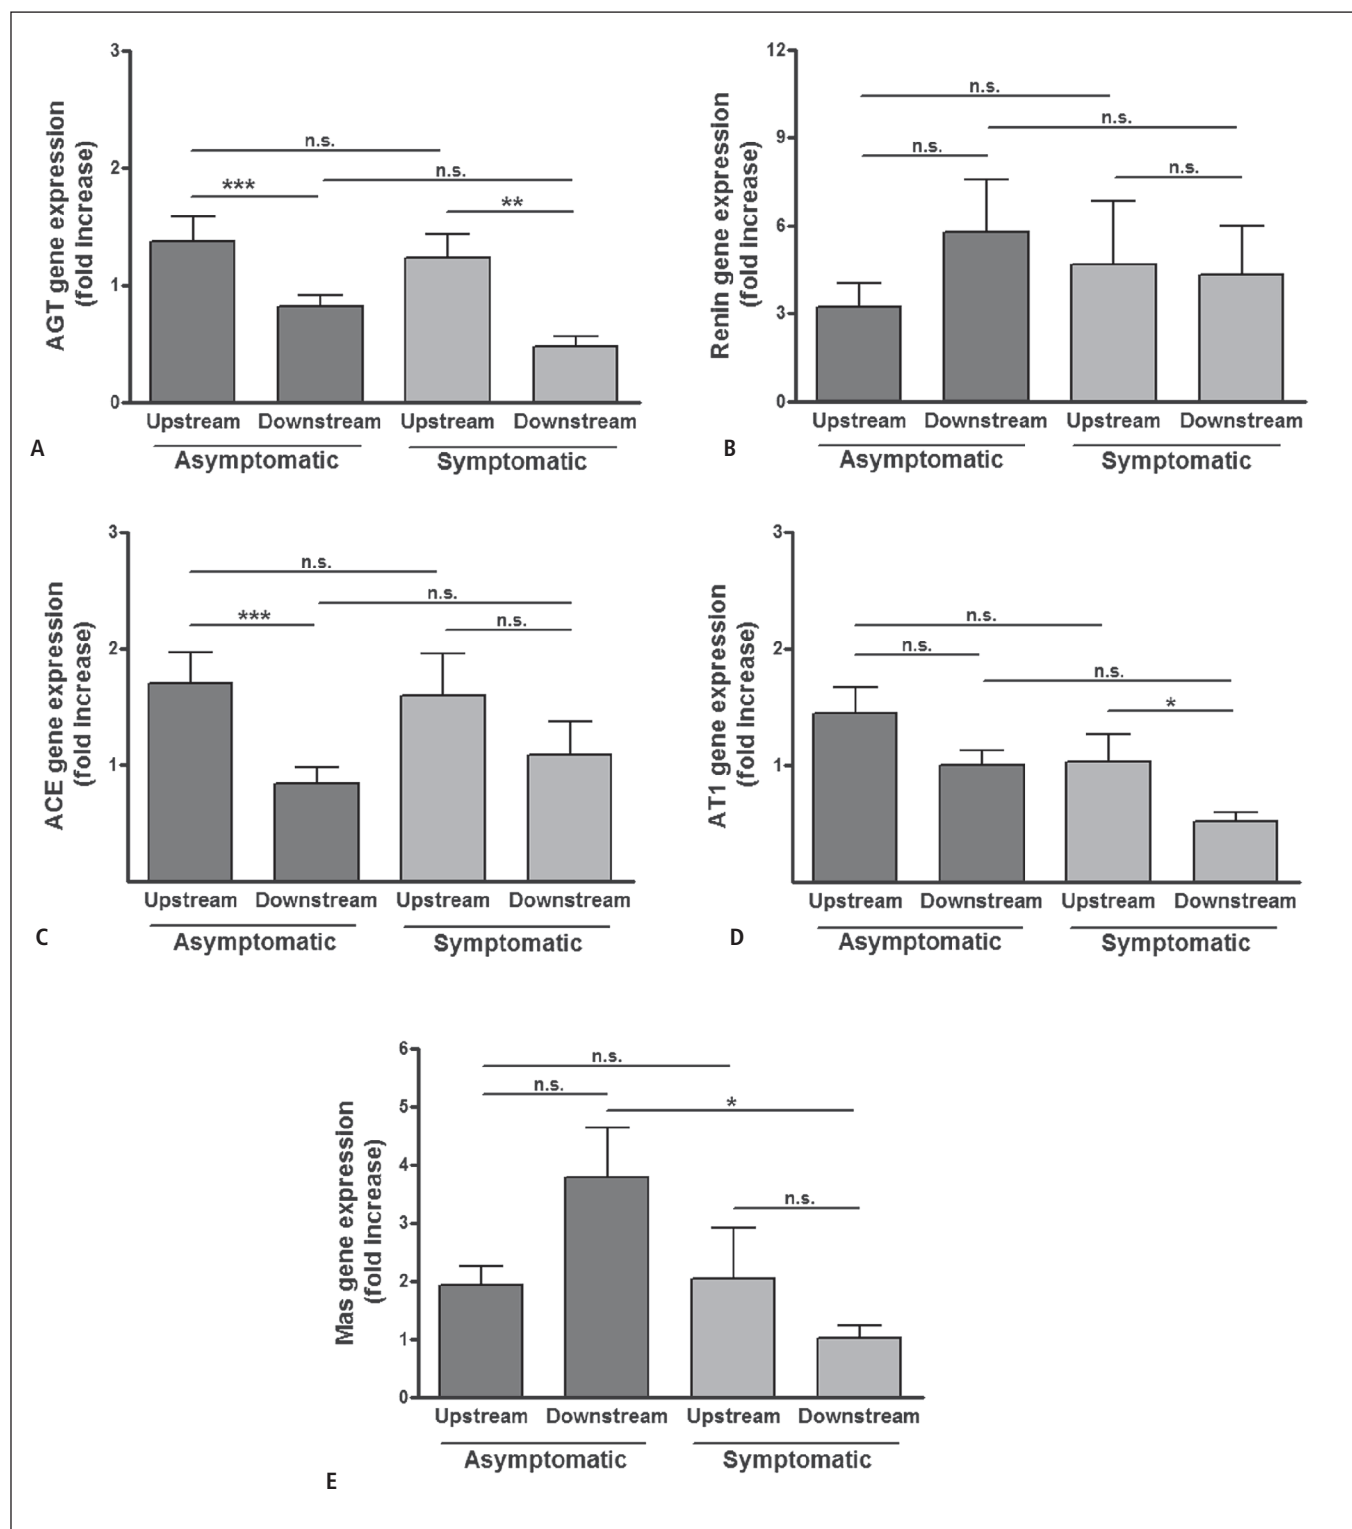 AGT gene expression
(fold increase)
3
2
1
0
n.s.
n.s.
***
**
Upstream Downstream Upstream Downstream
Asymptomatic Symptomatic
A
Renin gene expression
(fold increase)
12
9
6
3
0
n.s.
n.s.
n.s.
n.s.
Upstream Downstream Upstream Downstream
Asymptomatic Symptomatic
B
ACE gene expression
(fold increase)
3
2
1
n.s.
n.s.
***
n.s.
Upstream Downstream Upstream Downstream
Asymptomatic Symptomatic
C
AT1 gene expression
(fold increase)
3
2
1
n.s.
n.s.
n.s.
*
Upstream Downstream Upstream Downstream
Asymptomatic Symptomatic
D
Mas gene expression
(fold increase)
6
5
4
3
2
1
0
n.s.
n.s.
*
n.s.
Upstream Downstream Upstream Downstream
Asymptomatic Symptomatic
E